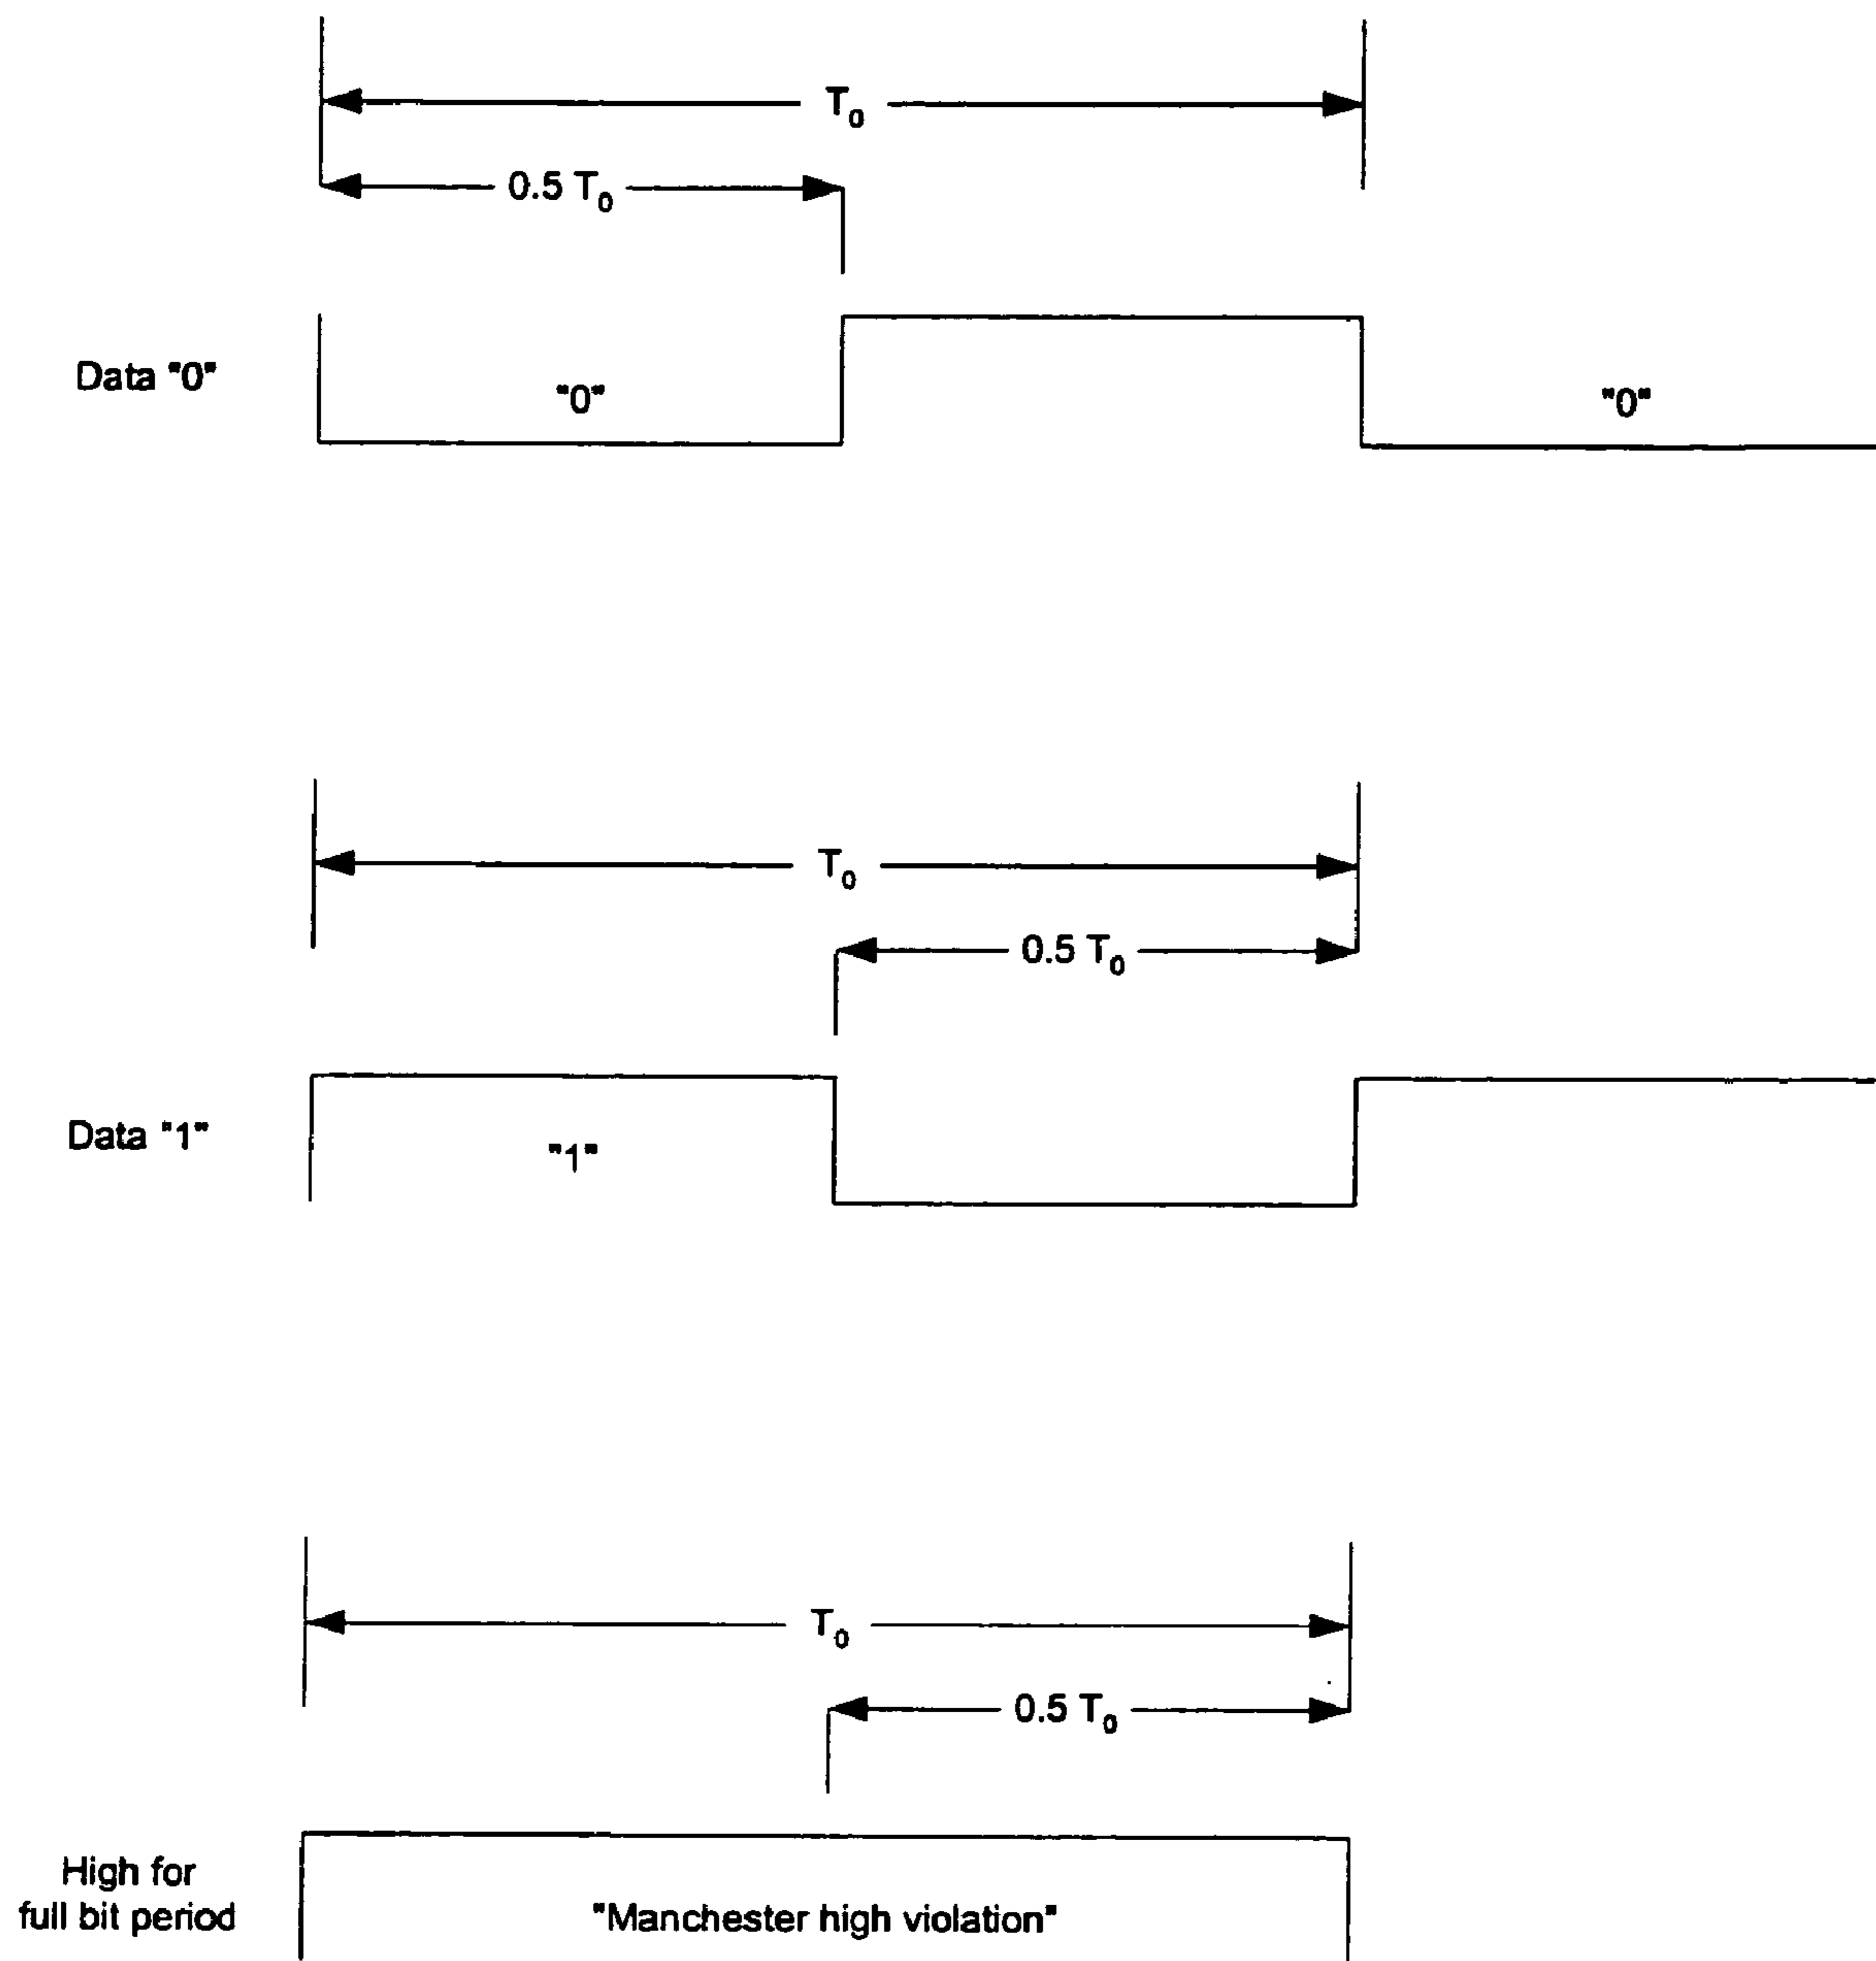 T₀
0.5 T₀
Data "0"
"0"
"0"
T₀
0.5 T₀
Data "1"
"1"
T₀
0.5 T₀
High for
full bit period
"Manchester high violation"